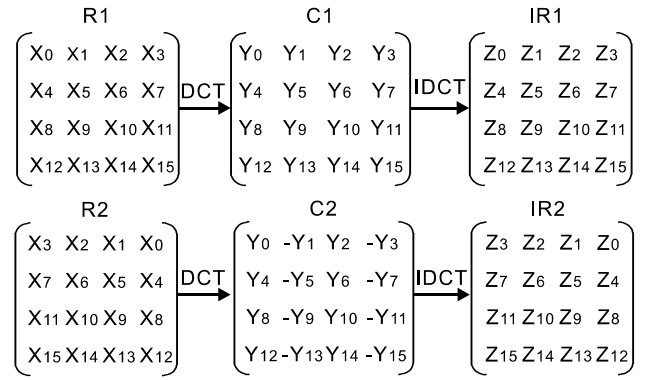 R1 C1 IR1
X0 X1 X2 X3 Y0 Y1 Y2 Y3 Z0 Z1 Z2 Z3
X4 X5 X6 X7 DCT Y4 Y5 Y6 Y7 IDCT Z4 Z5 Z6 Z7
X8 X9 X10 X11 Y8 Y9 Y10 Y11 Z8 Z9 Z10 Z11
X12 X13 X14 X15 Y12 Y13 Y14 Y15 Z12 Z13 Z14 Z15
R2 C2 IR2
X3 X2 X1 X0 Y0 -Y1 Y2 -Y3 Z3 Z2 Z1 Z0
X7 X6 X5 X4 DCT Y4 -Y5 Y6 -Y7 IDCT Z7 Z6 Z5 Z4
X11 X10 X9 X8 Y8 -Y9 Y10 -Y11 Z11 Z10 Z9 Z8
X15 X14 X13 X12 Y12 -Y13 Y14 -Y15 Z15 Z14 Z13 Z12